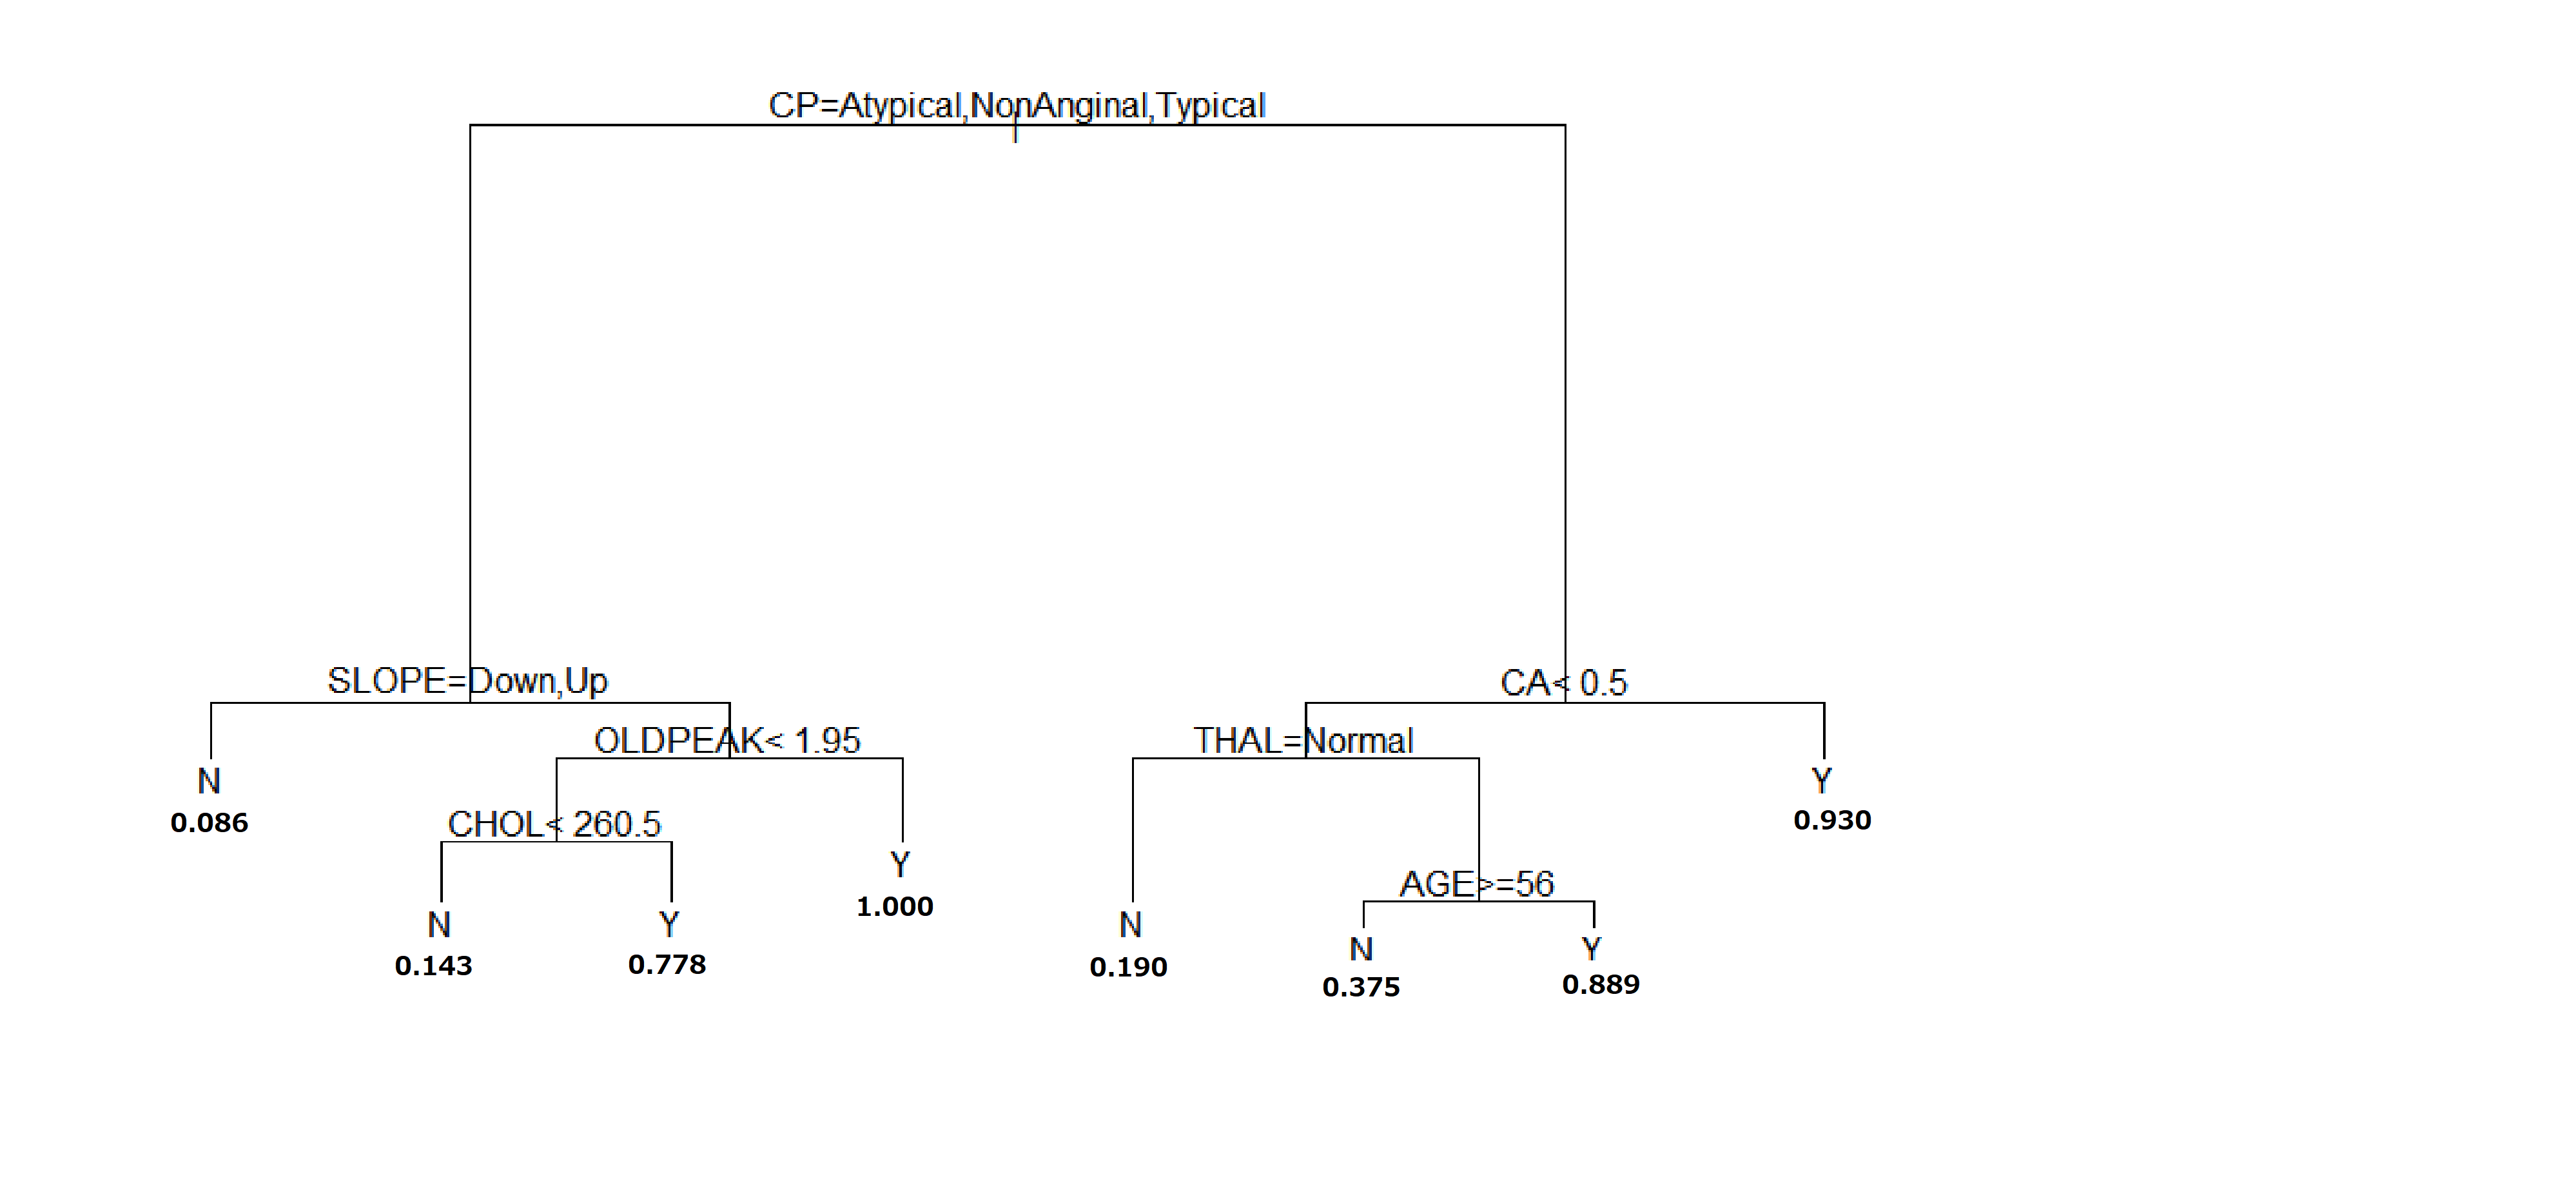 CP=Atypical,NonAnginal,Typical
SLOPE=Down,Up
CA< 0.5
OLDPEAK< 1.95
THAL=Normal
N
0.086
Y
0.930
CHOL< 260.5
Y
1.000
AGE>=56
N
0.143
Y
0.778
N
0.190
N
0.375
Y
0.889